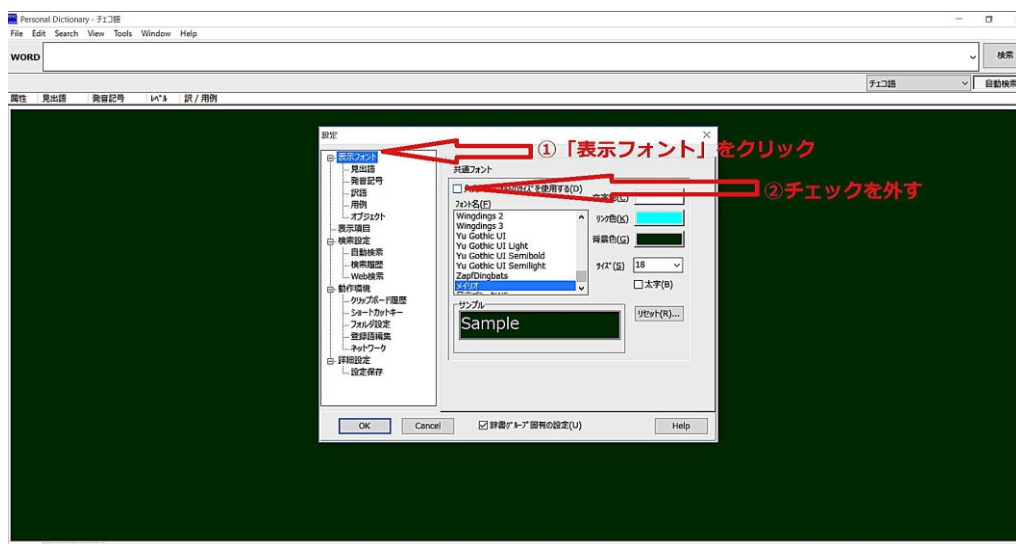 Personal Dictionary - チェコ語
File Edit Search View Tools Window Help
WORD
検索
チェコ語
自動検索
属性 見出語 発音記号 ﾚﾍﾞﾙ 訳 / 用例
設定
表示フォント
見出語
発音記号
訳語
用例
オブジェクト
表示項目
検索設定
自動検索
検索履歴
Web検索
動作環境
クリップボード履歴
ショートカットキー
フォルダ設定
登録語編集
ネットワーク
詳細設定
設定保存
①「表示フォント」をクリック
共通フォント
を使用する(D)
②チェックを外す
ﾌｫﾝﾄ名(F)
Wingdings 2
Wingdings 3
Yu Gothic UI
Yu Gothic UI Light
Yu Gothic UI Semibold
Yu Gothic UI Semilight
ZapfDingbats
メイリオ
リンク色(K)
背景色(G)
ｻｲｽﾞ(S) 18
太字(B)
サンプル
Sample
リセット(R)...
OK Cancel 辞書ｸﾞﾙｰﾌﾟ固有の設定(U) Help